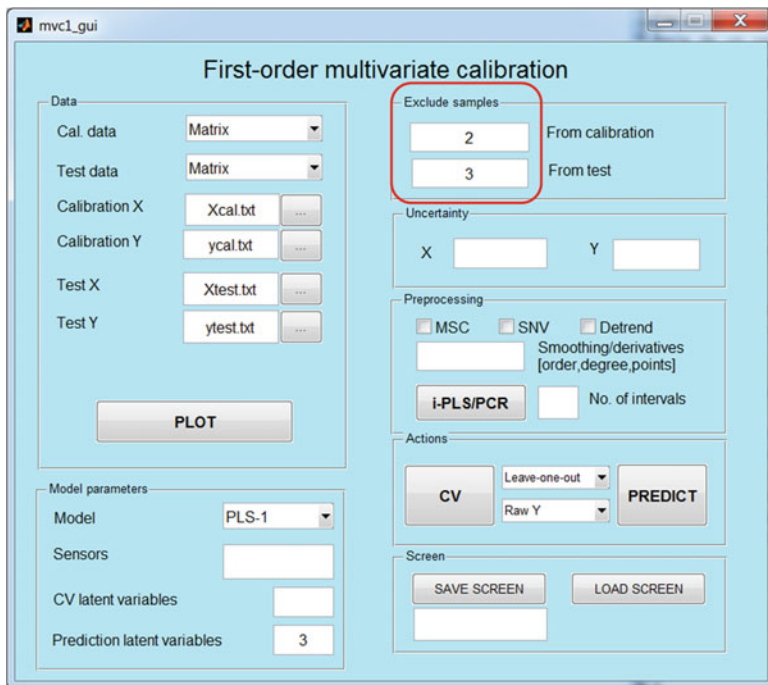 mvc1_gui
First-order multivariate calibration
Data
Cal. data Matrix
Test data Matrix
Calibration X Xcal.txt ...
Calibration Y ycal.txt ...
Test X Xtest.txt ...
Test Y ytest.txt ...
PLOT
Model parameters
Model PLS-1
Sensors
CV latent variables
Prediction latent variables 3
Exclude samples
2 From calibration
3 From test
Uncertainty
X Y
Preprocessing
MSC SNV Detrend
Smoothing/derivatives
[order,degree,points]
i-PLS/PCR No. of intervals
Actions
CV Leave-one-out PREDICT
Raw Y
Screen
SAVE SCREEN LOAD SCREEN